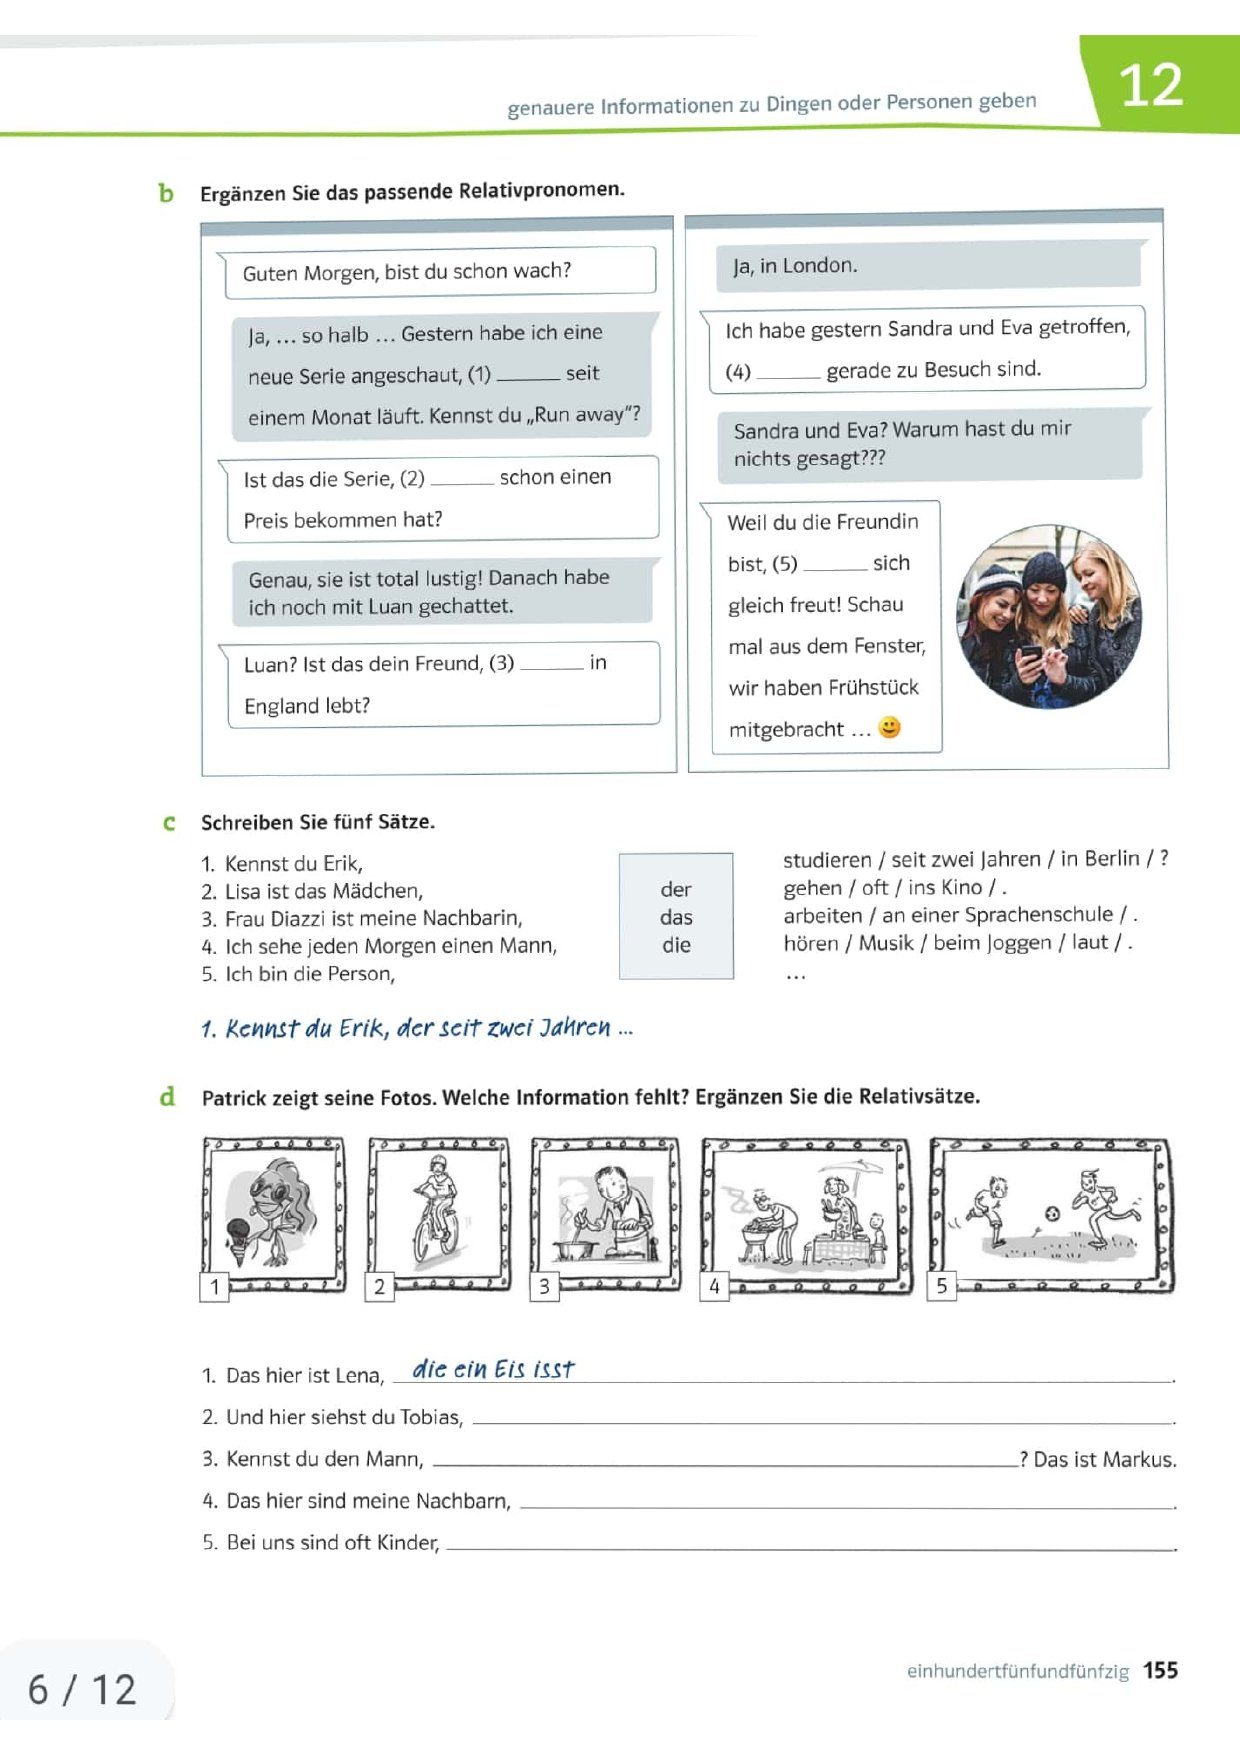 genauere Informationen zu Dingen oder Personen geben
12
b Ergänzen Sie das passende Relativpronomen.
Guten Morgen, bist du schon wach?
Ja, ... so halb ... Gestern habe ich eine
neue Serie angeschaut, (1) ______ seit
einem Monat läuft. Kennst du „Run away“?
Ist das die Serie, (2) ______ schon einen
Preis bekommen hat?
Genau, sie ist total lustig! Danach habe
ich noch mit Luan gechattet.
Luan? Ist das dein Freund, (3) ______ in
England lebt?
Ja, in London.
Ich habe gestern Sandra und Eva getroffen,
(4) ______ gerade zu Besuch sind.
Sandra und Eva? Warum hast du mir
nichts gesagt???
Weil du die Freundin
bist, (5) ______ sich
gleich freut! Schau
mal aus dem Fenster,
wir haben Frühstück
mitgebracht ... 😀
c Schreiben Sie fünf Sätze.
1. Kennst du Erik,
2. Lisa ist das Mädchen,
3. Frau Diazzi ist meine Nachbarin,
4. Ich sehe jeden Morgen einen Mann,
5. Ich bin die Person,
der
das
die
studieren / seit zwei Jahren / in Berlin / ?
gehen / oft / ins Kino / .
arbeiten / an einer Sprachenschule / .
hören / Musik / beim Joggen / laut / .
...
1. Kennst du Erik, der seit zwei Jahren ...
d Patrick zeigt seine Fotos. Welche Information fehlt? Ergänzen Sie die Relativsätze.
1
2
3
4
5
1. Das hier ist Lena, die ein Eis isst.
2. Und hier siehst du Tobias, ______.
3. Kennst du den Mann, ______? Das ist Markus.
4. Das hier sind meine Nachbarn, ______.
5. Bei uns sind oft Kinder, ______.
einhundertfünfundfünfzig 155
6 / 12